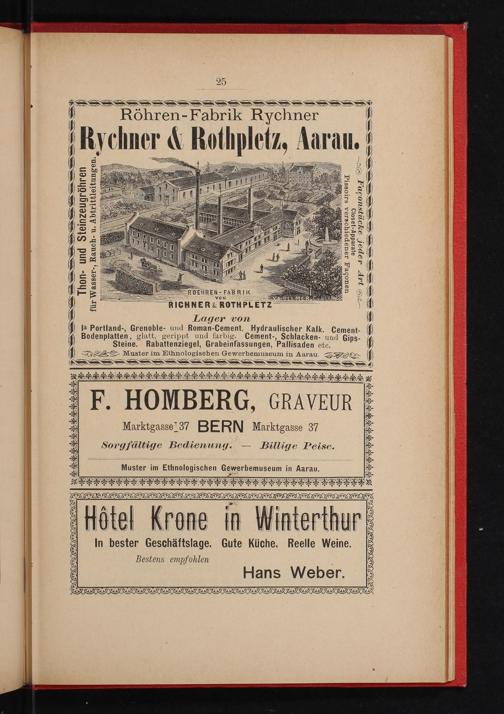 25
Röhren-Fabrik Rychner
Rychner & Rothpletz, Aarau.
Thon- und Steinzeugröhren
für Wasser-, Rauch- u. Abtrittleitungen.
Façonstücke jeder Art
Closet-Apparate
Pissoirs verschiedener Façonen
ROEHREN-FABRIK
VON
RICHNER & ROTHPLETZ
Lager von
Ia Portland-, Grenoble- und Roman-Cement. Hydraulischer Kalk. Cement-
Bodenplatten, glatt, gerippt und farbig. Cement-, Schlacken- und Gips-
Steine. Rabattenziegel, Grabeinfassungen, Pallisaden etc.
Muster im Ethnologischen Gewerbemuseum in Aarau.
F. HOMBERG, GRAVEUR
Marktgasse 37 BERN Marktgasse 37
Sorgfältige Bedienung. — Billige Peise.
Muster im Ethnologischen Gewerbemuseum in Aarau.
Hôtel Krone in Winterthur
In bester Geschäftslage. Gute Küche. Reelle Weine.
Bestens empfohlen
Hans Weber.